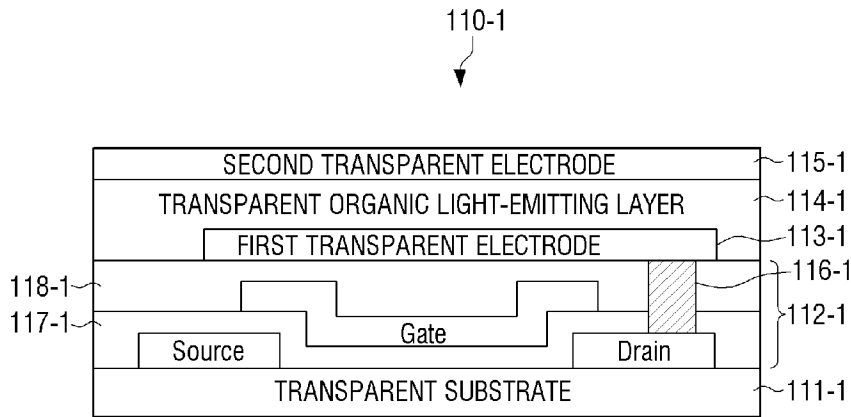 110-1
SECOND TRANSPARENT ELECTRODE 115-1
TRANSPARENT ORGANIC LIGHT-EMITTING LAYER 114-1
FIRST TRANSPARENT ELECTRODE 113-1
116-1
118-1
112-1
117-1
Gate
Source
Drain
TRANSPARENT SUBSTRATE 111-1